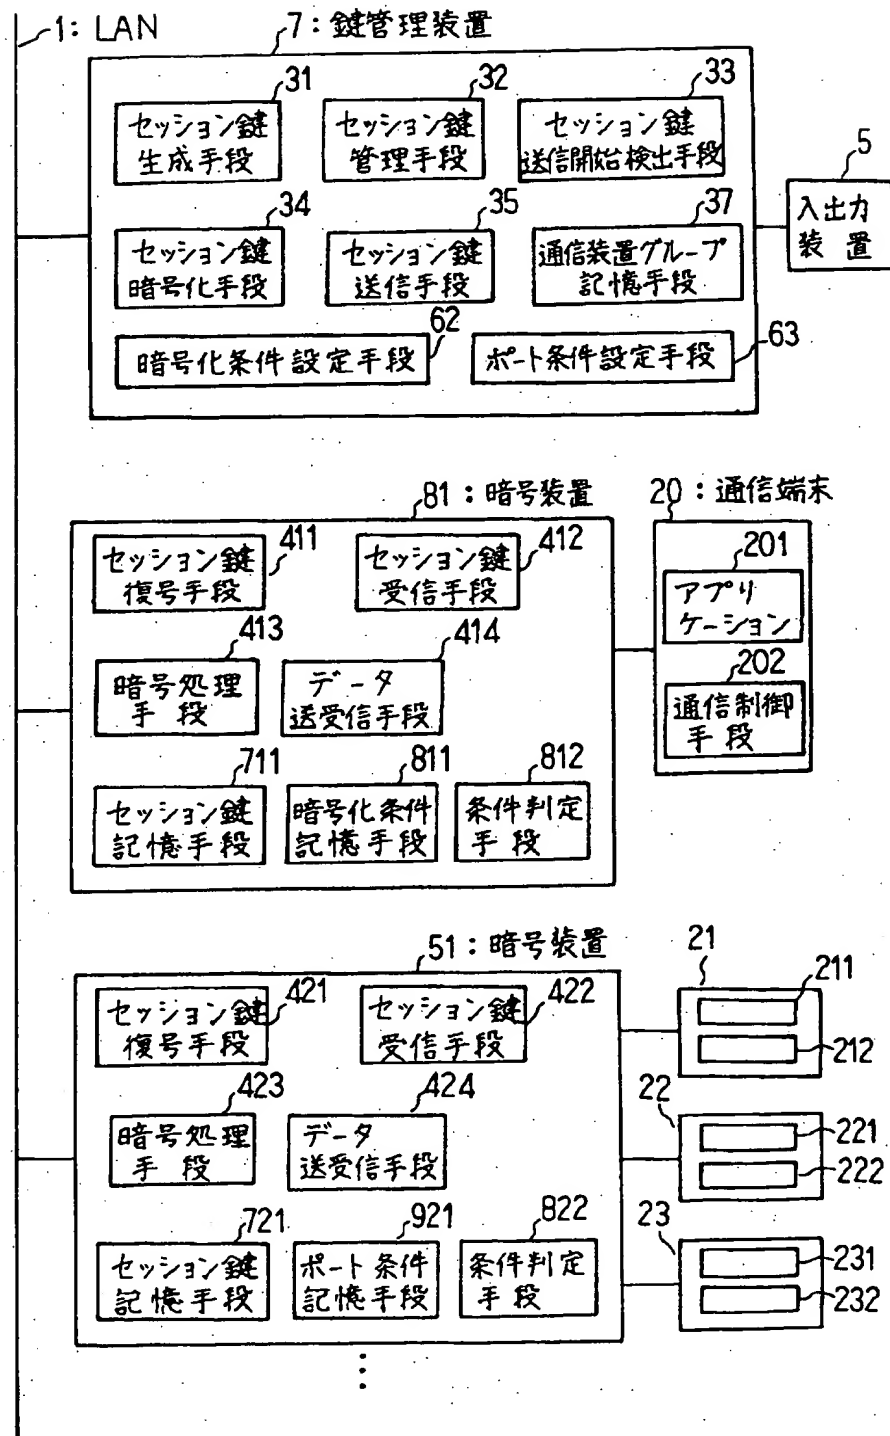 1: LAN
7: 鍵管理装置
31
セッション鍵
生成手段
32
セッション鍵
管理手段
33
セッション鍵
送信開始検出手段
5
入出力
装置
34
セッション鍵
暗号化手段
35
セッション鍵
送信手段
37
通信装置グループ
記憶手段
62
暗号化条件設定手段
63
ポート条件設定手段
81: 暗号装置
411
セッション鍵
復号手段
412
セッション鍵
受信手段
413
暗号処理
手段
414
データ
送受信手段
711
セッション鍵
記憶手段
811
暗号化条件
記憶手段
812
条件判定
手段
20: 通信端末
201
アプリ
ケーション
202
通信制御
手段
51: 暗号装置
421
セッション鍵
復号手段
422
セッション鍵
受信手段
423
暗号処理
手段
424
データ
送受信手段
721
セッション鍵
記憶手段
921
ポート条件
記憶手段
822
条件判定
手段
21
211
212
22
221
222
23
231
232